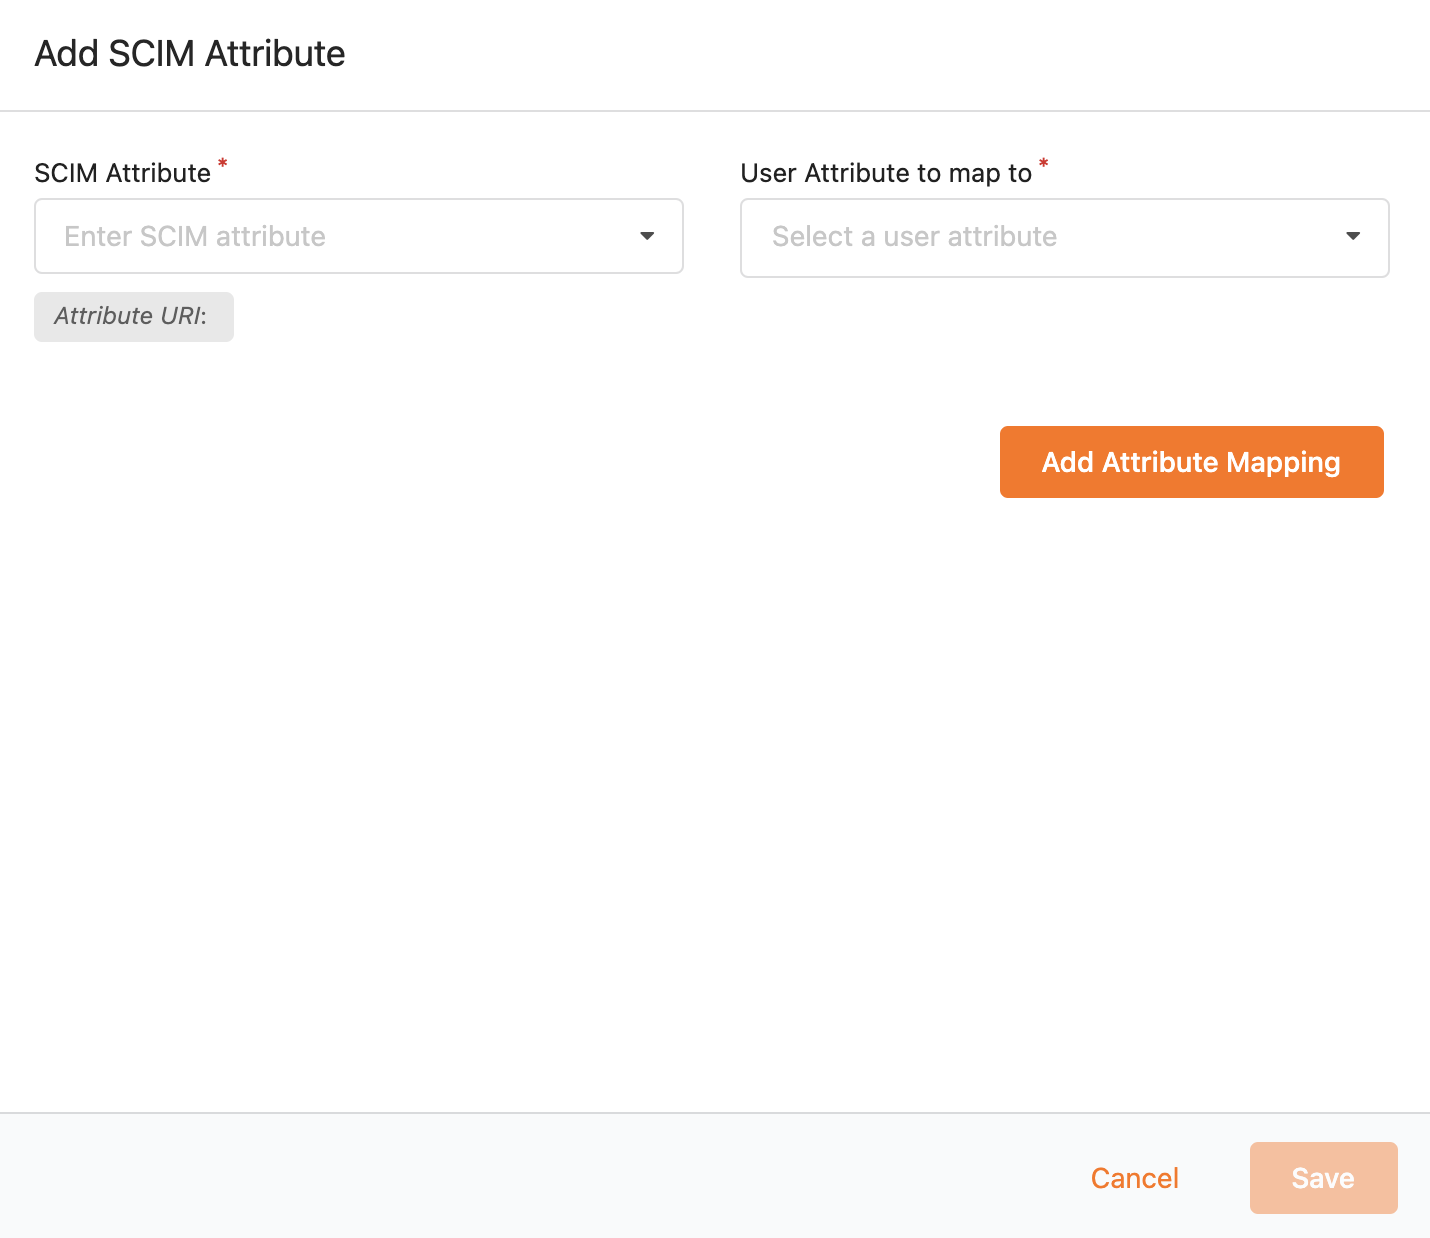 Add SCIM Attribute
SCIM Attribute *
User Attribute to map to *
Enter SCIM attribute
Select a user attribute
Attribute URI:
Add Attribute Mapping
Cancel
Save